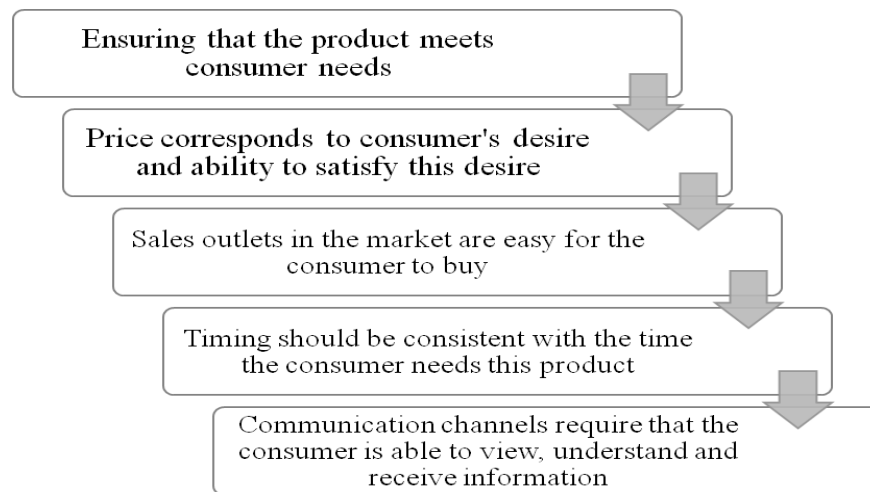 Ensuring that the product meets
consumer needs
Price corresponds to consumer's desire
and ability to satisfy this desire
Sales outlets in the market are easy for the
consumer to buy
Timing should be consistent with the time
the consumer needs this product
Communication channels require that the
consumer is able to view, understand and
receive information